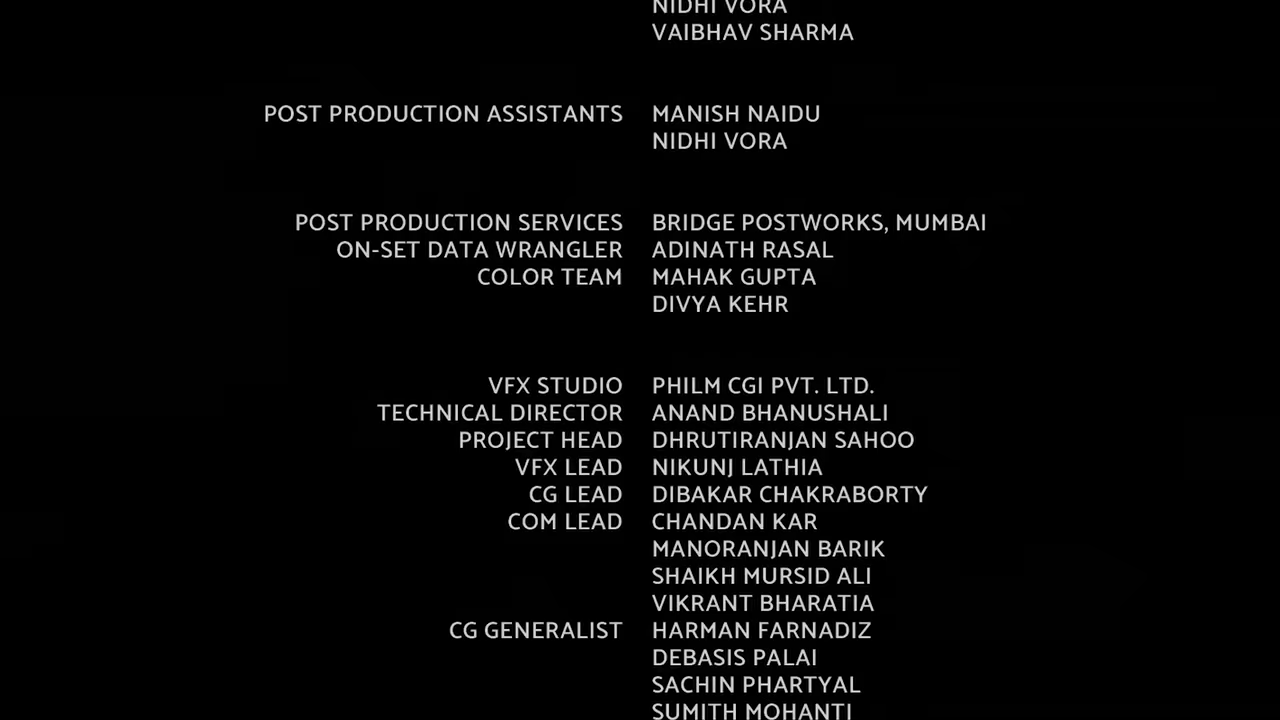 NIDHI VORA
VAIBHAV SHARMA
POST PRODUCTION ASSISTANTS MANISH NAIDU
NIDHI VORA
POST PRODUCTION SERVICES BRIDGE POSTWORKS, MUMBAI
ON-SET DATA WRANGLER ADINATH RASAL
COLOR TEAM MAHAK GUPTA
DIVYA KEHR
VFX STUDIO PHILM CGI PVT. LTD.
TECHNICAL DIRECTOR ANAND BHANUSHALI
PROJECT HEAD DHRUTIRANJAN SAHOO
VFX LEAD NIKUNJ LATHIA
CG LEAD DIBAKAR CHAKRABORTY
COM LEAD CHANDAN KAR
MANORANJAN BARIK
SHAIKH MURSID ALI
VIKRANT BHARATIA
CG GENERALIST HARMAN FARNADIZ
DEBASIS PALAI
SACHIN PHARTYAL
SUMITH MOHANTI